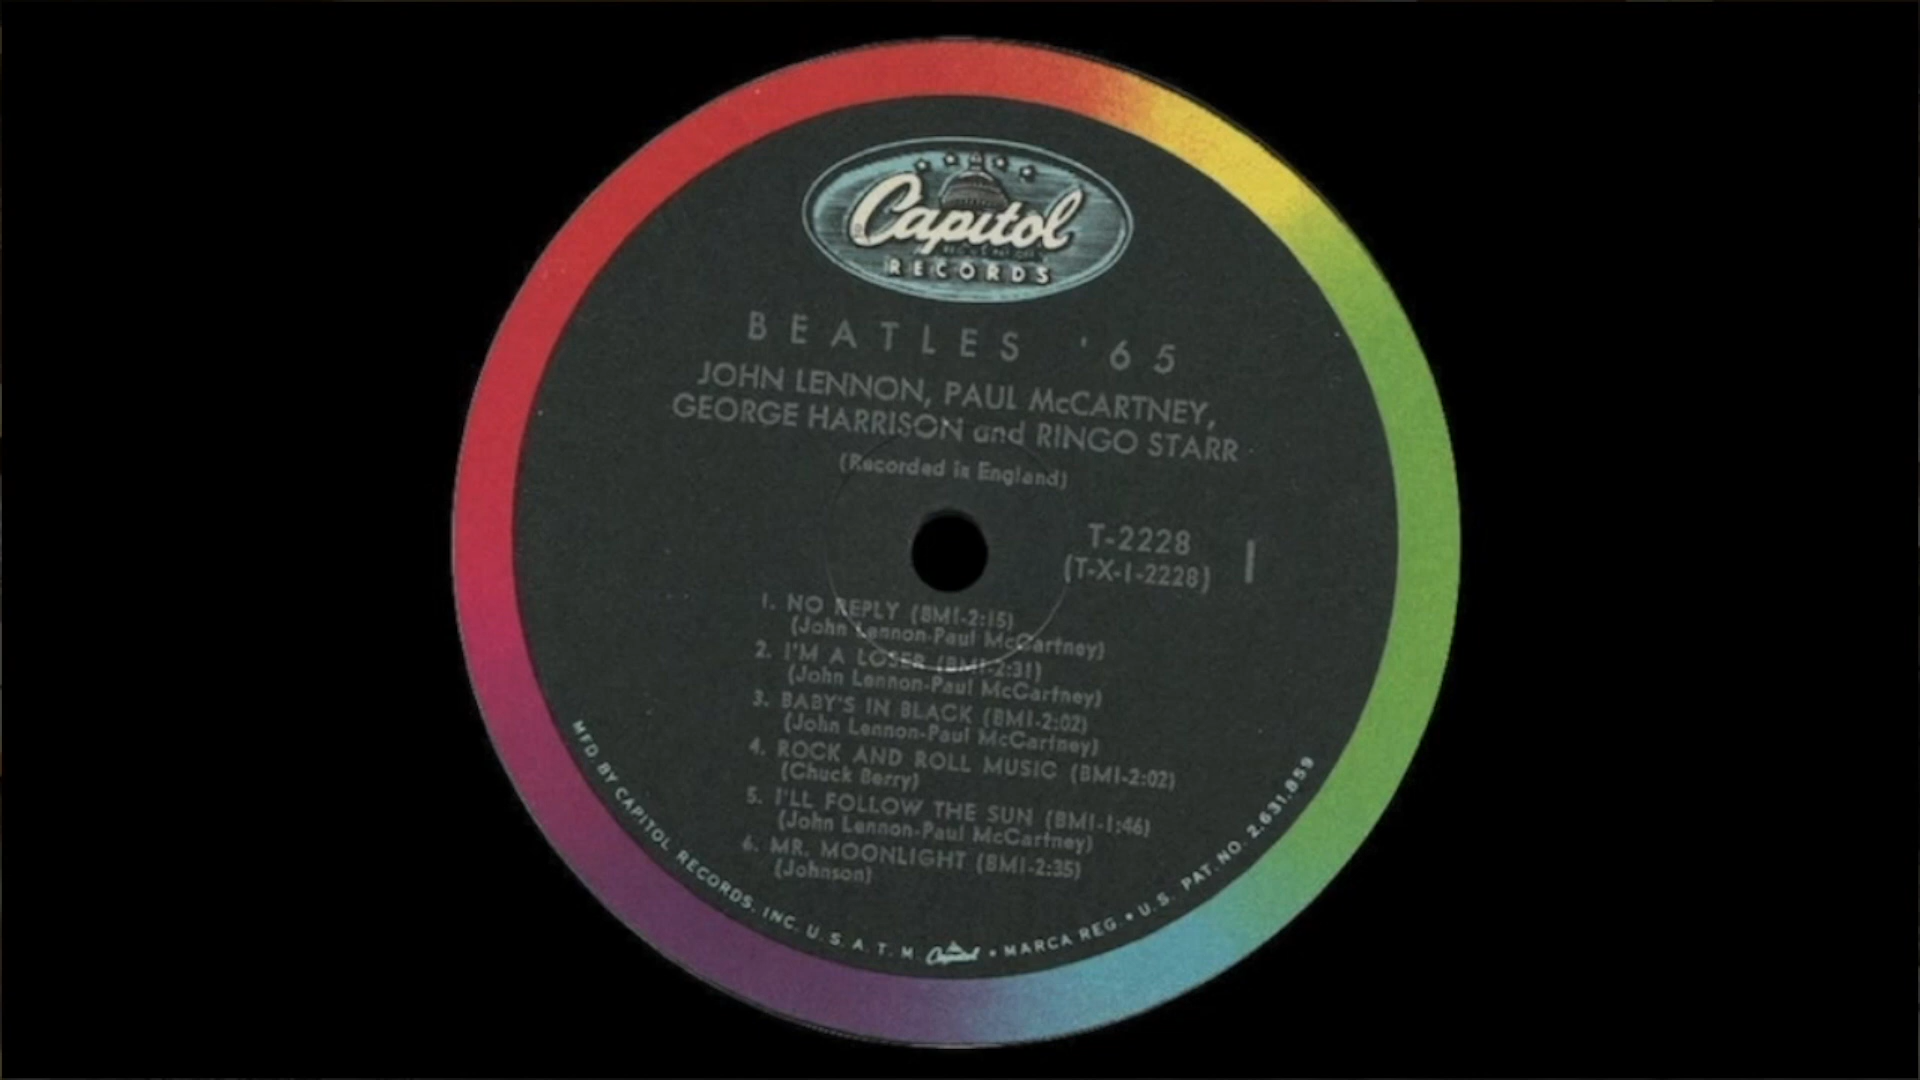 Capitol
RECORDS
BEATLES '65
JOHN LENNON, PAUL McCARTNEY,
GEORGE HARRISON and RINGO STARR
(Recorded in England)
T-2228
(T-X-1-2228)
1
1. NO REPLY (BMI-2:15)
(John Lennon-Paul McCartney)
2. I'M A LOSER (BMI-2:31)
(John Lennon-Paul McCartney)
3. BABY'S IN BLACK (BMI-2:02)
(John Lennon-Paul McCartney)
4. ROCK AND ROLL MUSIC (BMI-2:02)
(Chuck Berry)
5. I'LL FOLLOW THE SUN (BMI-1:46)
(John Lennon-Paul McCartney)
6. MR. MOONLIGHT (BMI-2:35)
(Johnson)
MFD. BY CAPITOL RECORDS, INC. U.S.A. T.M. Capitol • MARCA REG. • U.S. PAT. NO. 2,631,859